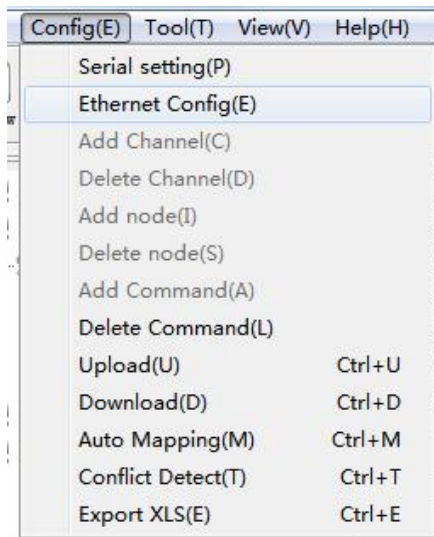 Config(E) Tool(T) View(V) Help(H)
Serial setting(P)
Ethernet Config(E)
Add Channel(C)
Delete Channel(D)
Add node(I)
Delete node(S)
Add Command(A)
Delete Command(L)
Upload(U) Ctrl+U
Download(D) Ctrl+D
Auto Mapping(M) Ctrl+M
Conflict Detect(T) Ctrl+T
Export XLS(E) Ctrl+E